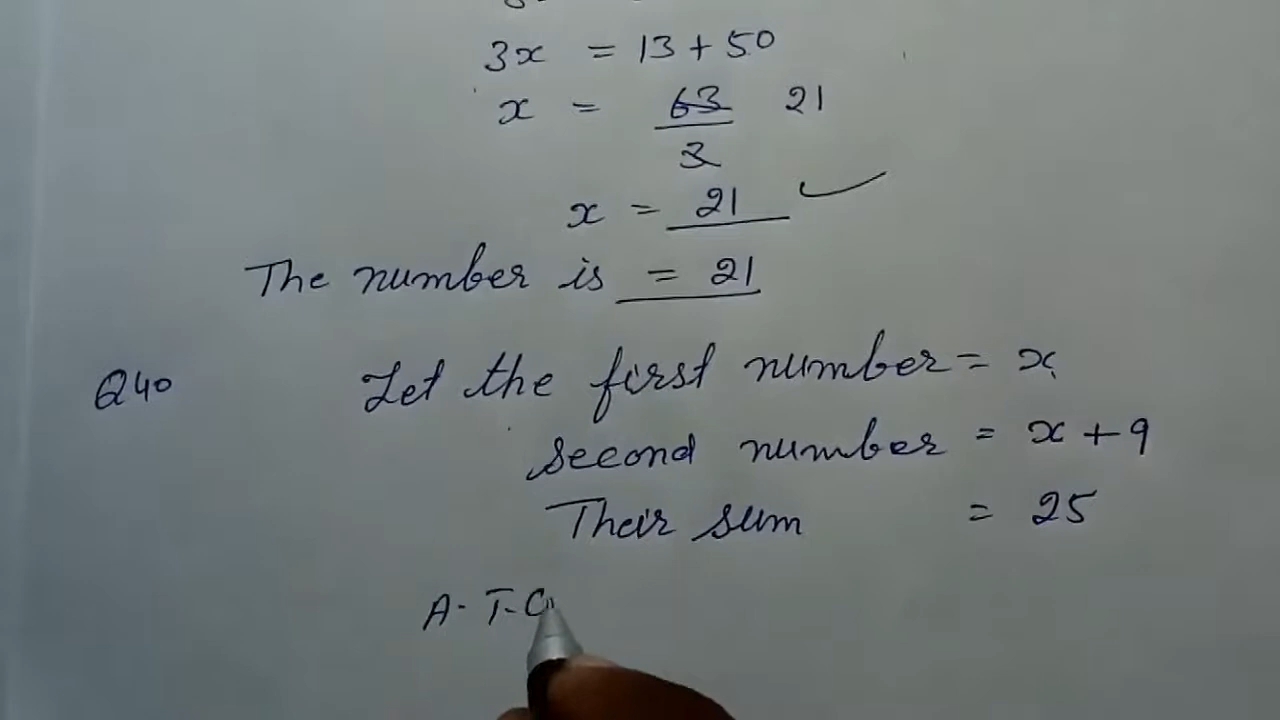 3x = 13 + 50
x = 63 21
3
x = 21
The number is = 21
Q40 Let the first number = x
second number = x + 9
Their sum = 25
A. T.